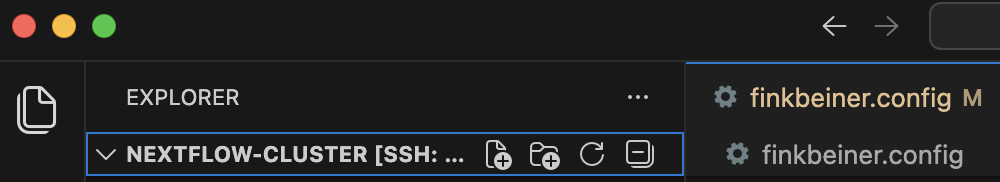 EXPLORER
···
finkbeiner.config M
NEXTFLOW-CLUSTER [SSH: ...
finkbeiner.config